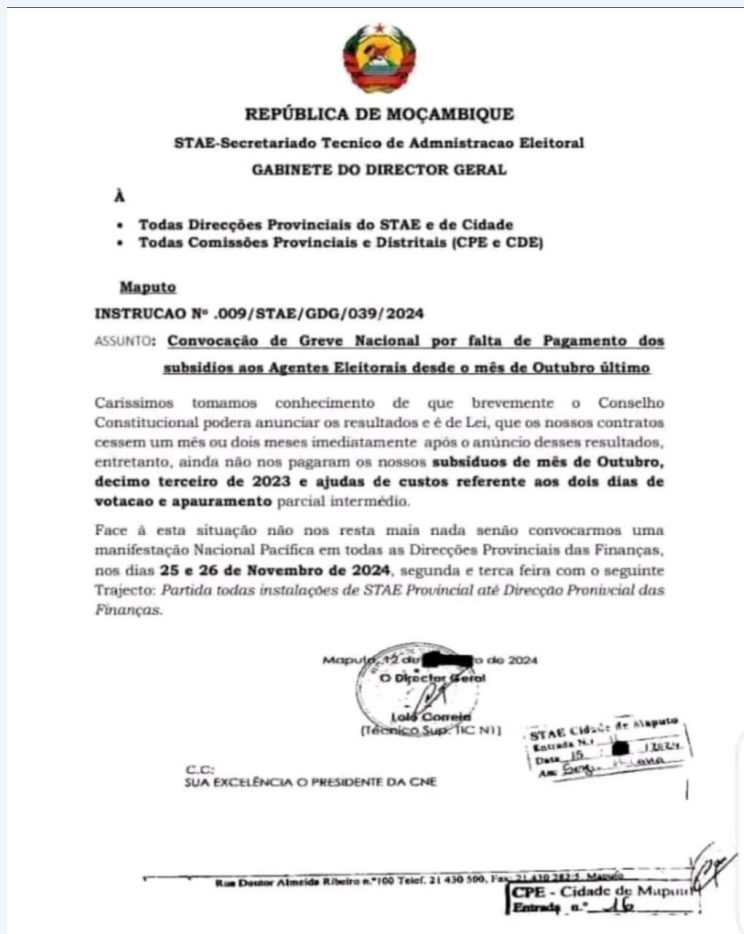 REPÚBLICA DE MOÇAMBIQUE
STAE-Secretariado Tecnico de Admnistracao Eleitoral
GABINETE DO DIRECTOR GERAL
À
• Todas Direcções Provinciais do STAE e de Cidade
• Todas Comissões Provinciais e Distritais (CPE e CDE)
Maputo
INSTRUCAO Nº .009/STAE/GDG/039/2024
ASSUNTO: Convocação de Greve Nacional por falta de Pagamento dos
subsidios aos Agentes Eleitorais desde o mês de Outubro último
Carissimos tomamos conhecimento de que brevemente o Conselho
Constitucional podera anunciar os resultados e é de Lei, que os nossos contratos
cessem um mês ou dois meses imediatamente após o anúncio desses resultados,
entretanto, ainda não nos pagaram os nossos subsíduos de mês de Outubro,
decimo terceiro de 2023 e ajudas de custos referente aos dois dias de
votacao e apauramento parcial intermédio.
Face à esta situação não nos resta mais nada senão convocarmos uma
manifestação Nacional Pacifica em todas as Direcções Provinciais das Finanças,
nos dias 25 e 26 de Novembro de 2024, segunda e terca feira com o seguinte
Trajecto: Partida todas instalações de STAE Provincial até Direcção Pronivcial das
Finanças.
Maputo, 12 de o de 2024
O Director Geral
Lolo Correia
(Técnico Sup. TIC N1)
STAE Cidade de Maputo
Entrada N.º
Data 15 / / 2024
C.C:
SUA EXCELÊNCIA O PRESIDENTE DA CNE
Rua Doutor Almeida Ribeiro n.º100 Telef. 21 430 500, Fax: Maputo
CPE - Cidade de Maputo
Entrada n.º 16